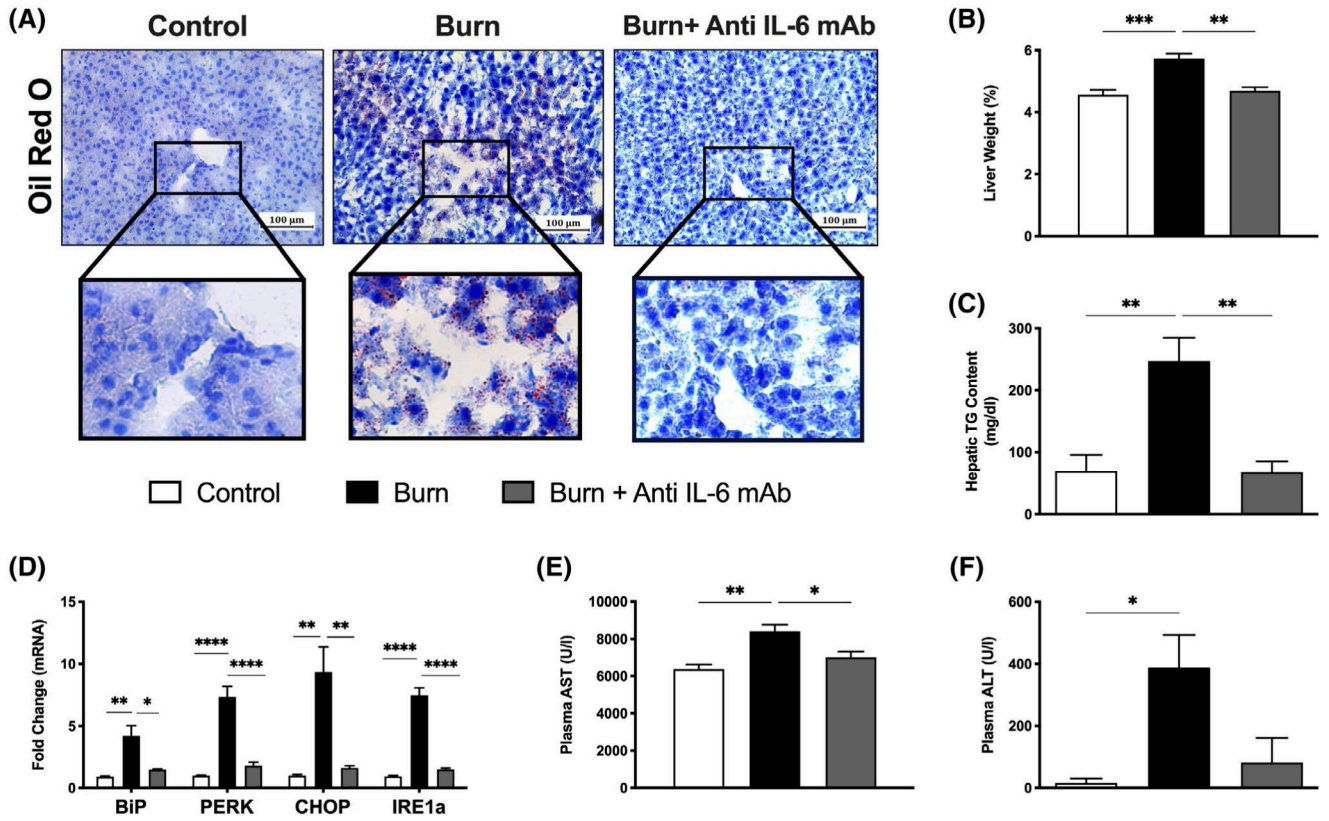 (A)
Control
Burn
Burn+ Anti IL-6 mAb
Oil Red O
100 µm
100 µm
100 µm
Control
Burn
Burn + Anti IL-6 mAb
(B)
*** **
Liver Weight (%)
6
4
2
0
(C)
** **
Hepatic TG Content
(mg/dl)
300
200
100
0
(D)
Fold Change (mRNA)
15
10
5
0
** *
**** ****
** **
**** ****
BiP PERK CHOP IRE1a
(E)
** *
Plasma AST (U/l)
10000
8000
6000
4000
2000
0
(F)
*
Plasma ALT (U/l)
600
400
200
0